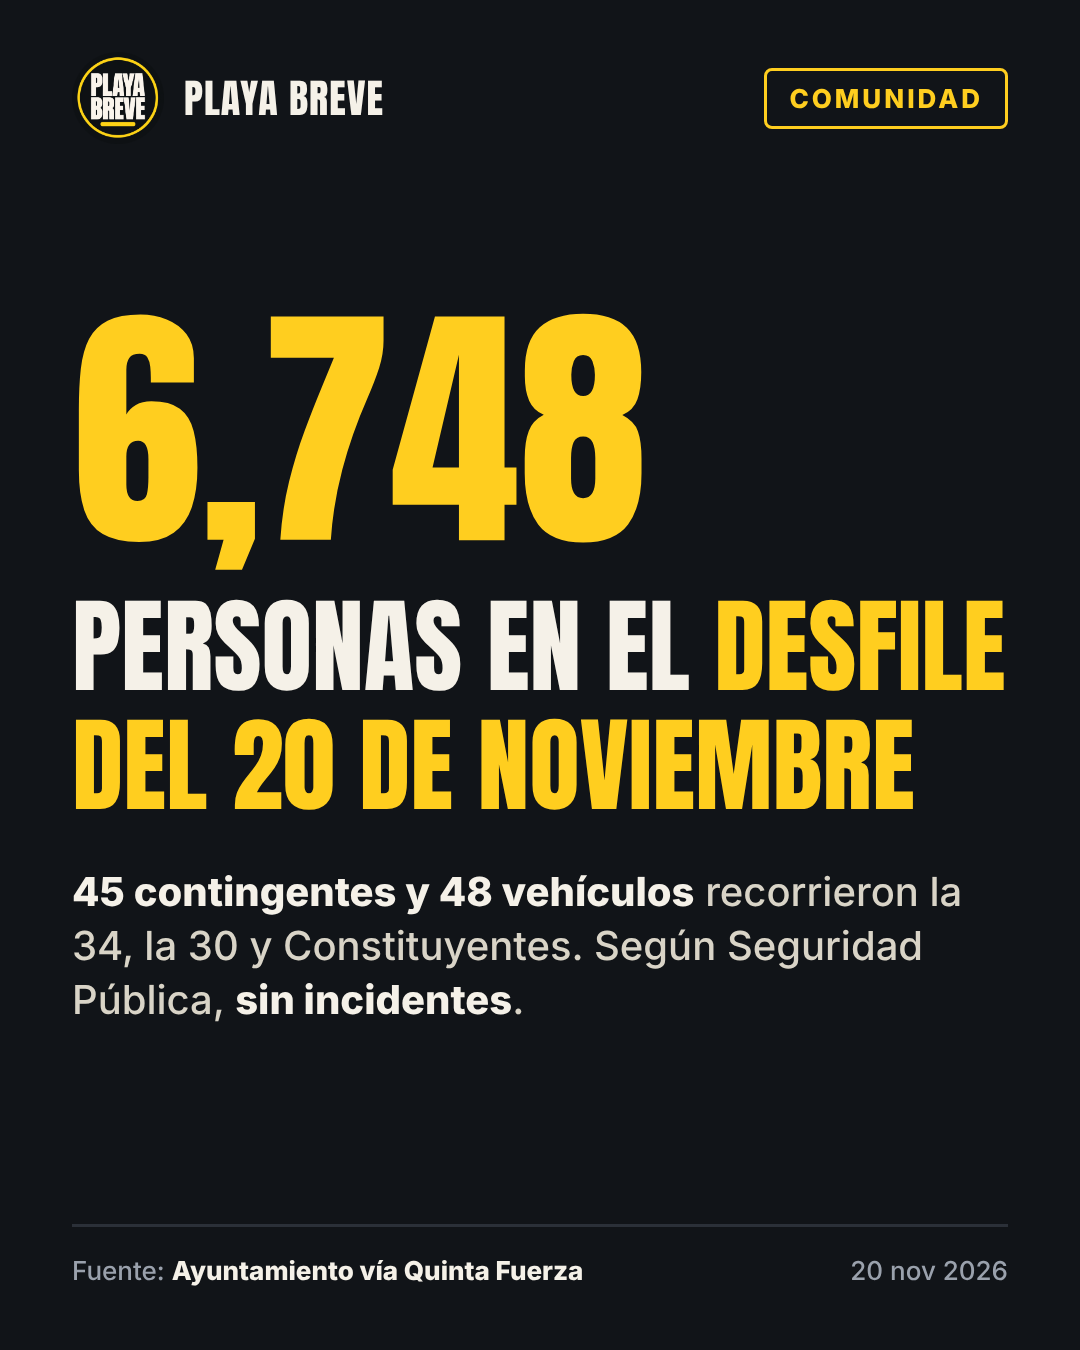 PLAYA
BREVE
PLAYA BREVE
COMUNIDAD
6,748
PERSONAS EN EL DESFILE
DEL 20 DE NOVIEMBRE
45 contingentes y 48 vehículos recorrieron la
34, la 30 y Constituyentes. Según Seguridad
Pública, sin incidentes.
Fuente: Ayuntamiento vía Quinta Fuerza
20 nov 2026